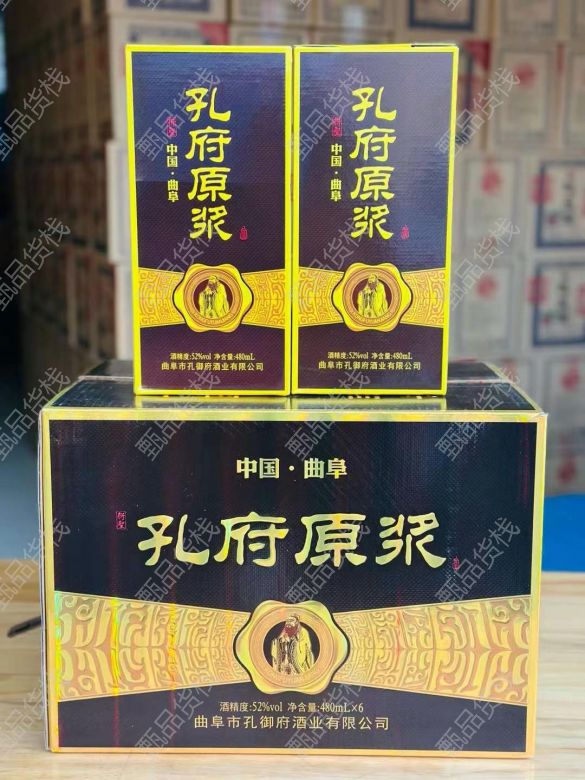 孔府原浆
中国·曲阜
酒精度:52%vol 净含量:480mL
曲阜市孔御府酒业有限公司
孔府原浆
中国·曲阜
酒精度:52%vol 净含量:480mL
曲阜市孔御府酒业有限公司
中国·曲阜
孔府原浆
酒精度:52%vol 净含量:480mL×6
曲阜市孔御府酒业有限公司
甄品货栈